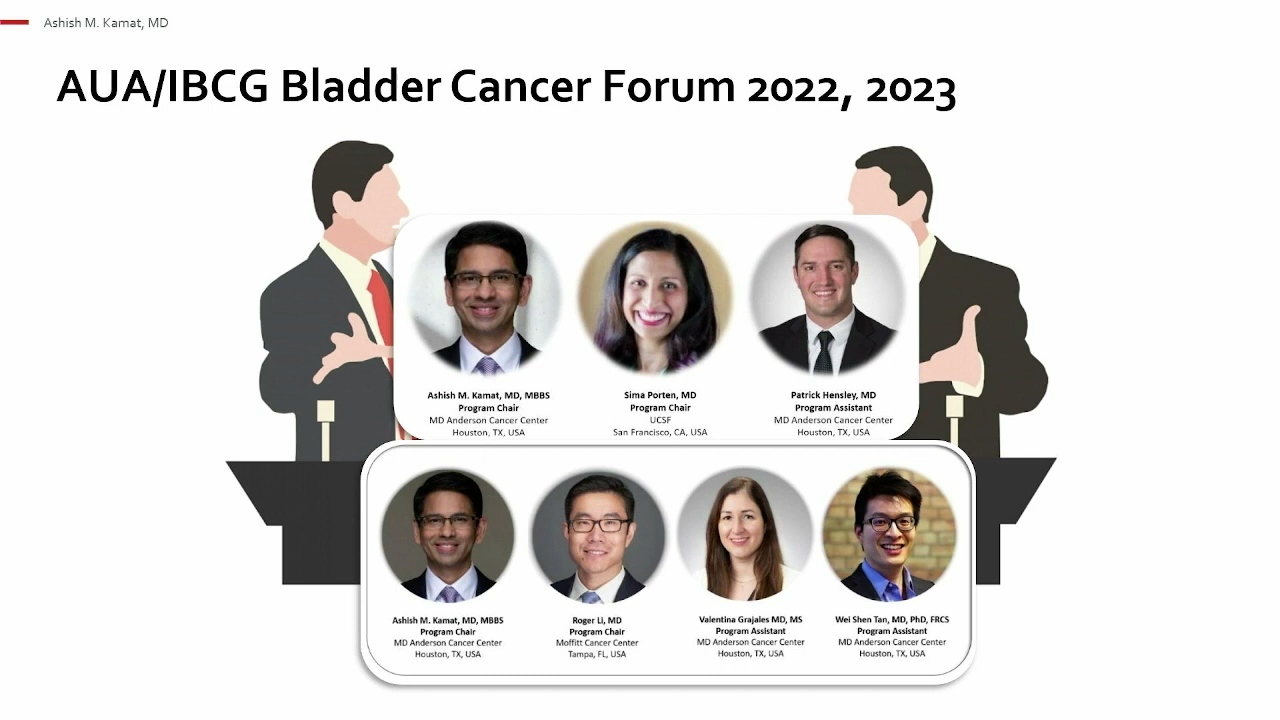 Ashish M. Kamat, MD
AUA/IBCG Bladder Cancer Forum 2022, 2023
Ashish M. Kamat, MD, MBBS
Program Chair
MD Anderson Cancer Center
Houston, TX, USA
Sima Porten, MD
Program Chair
UCSF
San Francisco, CA, USA
Patrick Hensley, MD
Program Assistant
MD Anderson Cancer Center
Houston, TX, USA
Ashish M. Kamat, MD, MBBS
Program Chair
MD Anderson Cancer Center
Houston, TX, USA
Roger Li, MD
Program Chair
Moffitt Cancer Center
Tampa, FL, USA
Valentina Grajales MD, MS
Program Assistant
MD Anderson Cancer Center
Houston, TX, USA
Wei Shen Tan, MD, PhD, FRCS
Program Assistant
MD Anderson Cancer Center
Houston, TX, USA